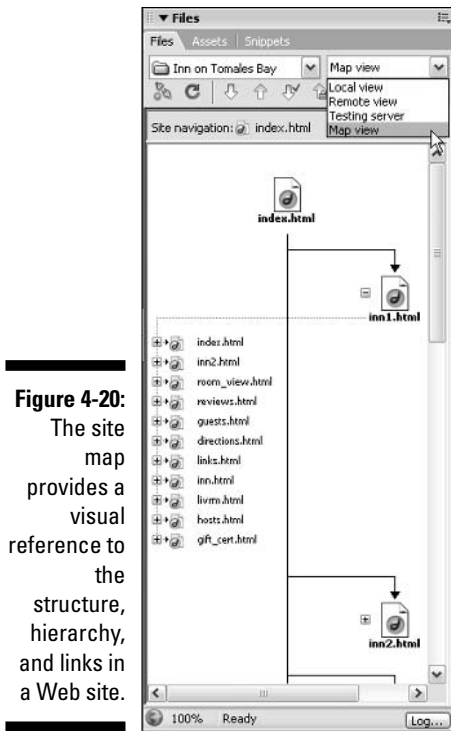 Files
Files Assets Snippets
Inn on Tomales Bay Map view
Local view
Remote view
Testing server
Map view
Site navigation: index.html
index.html
inn1.html
index.html
inn2.html
room_view.html
reviews.html
guests.html
directions.html
links.html
inn.html
livrm.html
hosts.html
gift_cert.html
inn2.html
100% Ready Log...
Figure 4-20:
The site
map
provides a
visual
reference to
the
structure,
hierarchy,
and links in
a Web site.